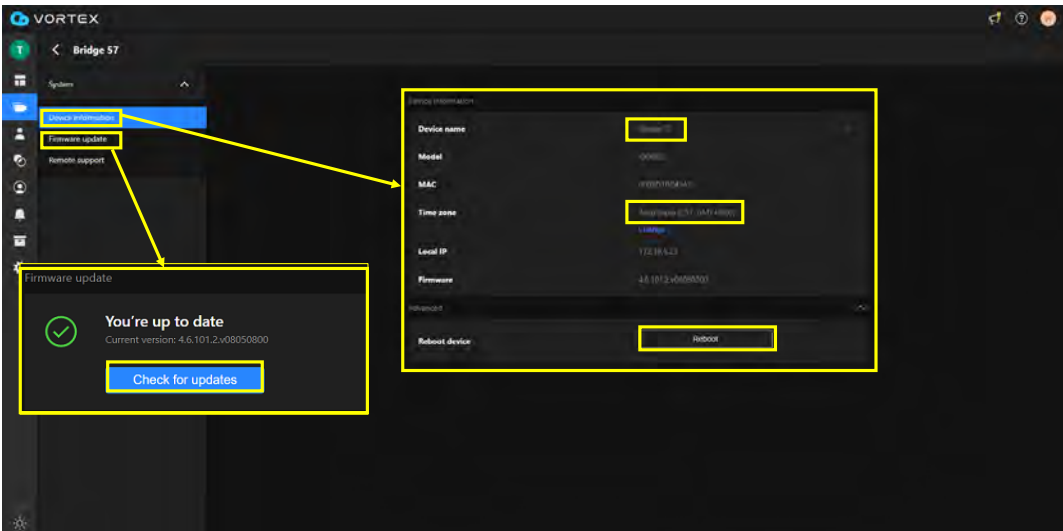 VORTEX
T
Bridge 57
System
Device information
Firmware update
Remote support
Device information
Device name
Model
MAC
Time zone
Local IP
Firmware
Advanced
Reboot device
Reboot
Firmware update
You're up to date
Current version: 4.6.101.2.v08050800
Check for updates